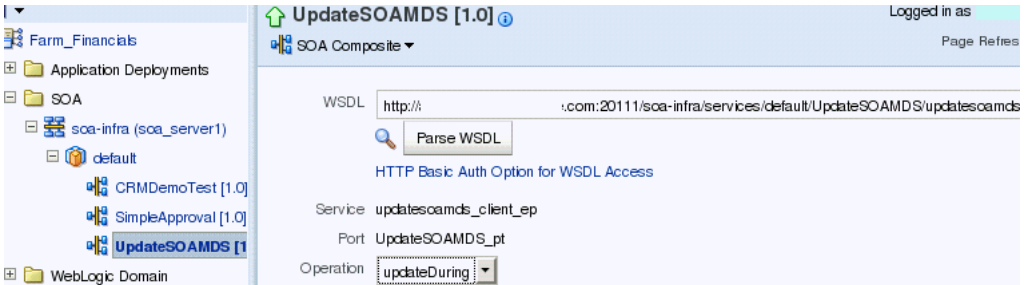 Farm_Financials
Application Deployments
SOA
soa-infra (soa_server1)
default
CRMDemoTest [1.0]
SimpleApproval [1.0]
UpdateSOAMDS [1
WebLogic Domain
UpdateSOAMDS [1.0]
Logged in as
SOA Composite
Page Refres
WSDL http:// .com:20111/soa-infra/services/default/UpdateSOAMDS/updatesoamds
Parse WSDL
HTTP Basic Auth Option for WSDL Access
Service updatesoamds_client_ep
Port UpdateSOAMDS_pt
Operation updateDuring